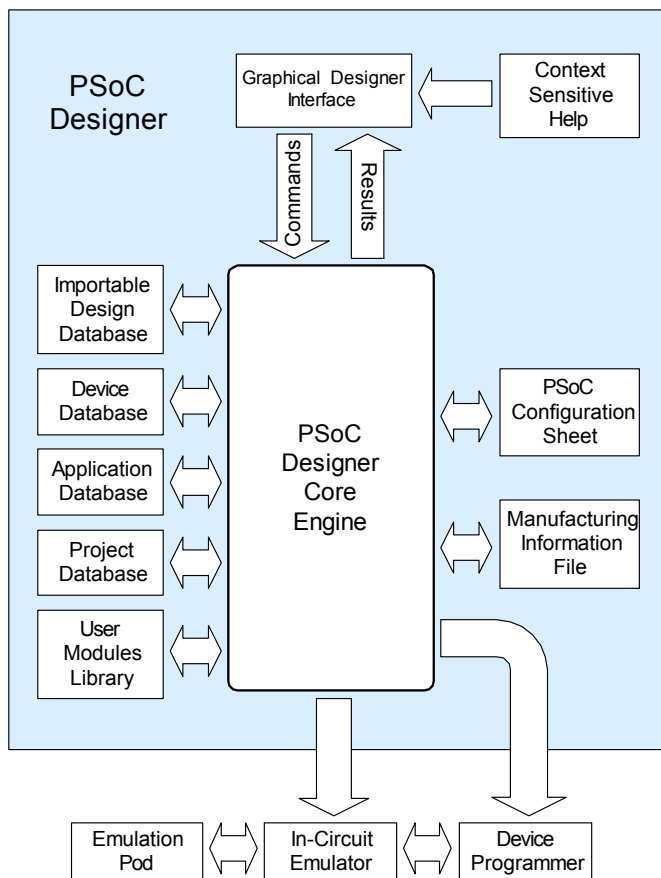 PSoC
Designer
Graphical Designer
Interface
Context
Sensitive
Help
Commands
Results
Importable
Design
Database
Device
Database
Application
Database
Project
Database
User
Modules
Library
PSoC
Designer
Core
Engine
PSoC
Configuration
Sheet
Manufacturing
Information
File
Emulation
Pod
In-Circuit
Emulator
Device
Programmer